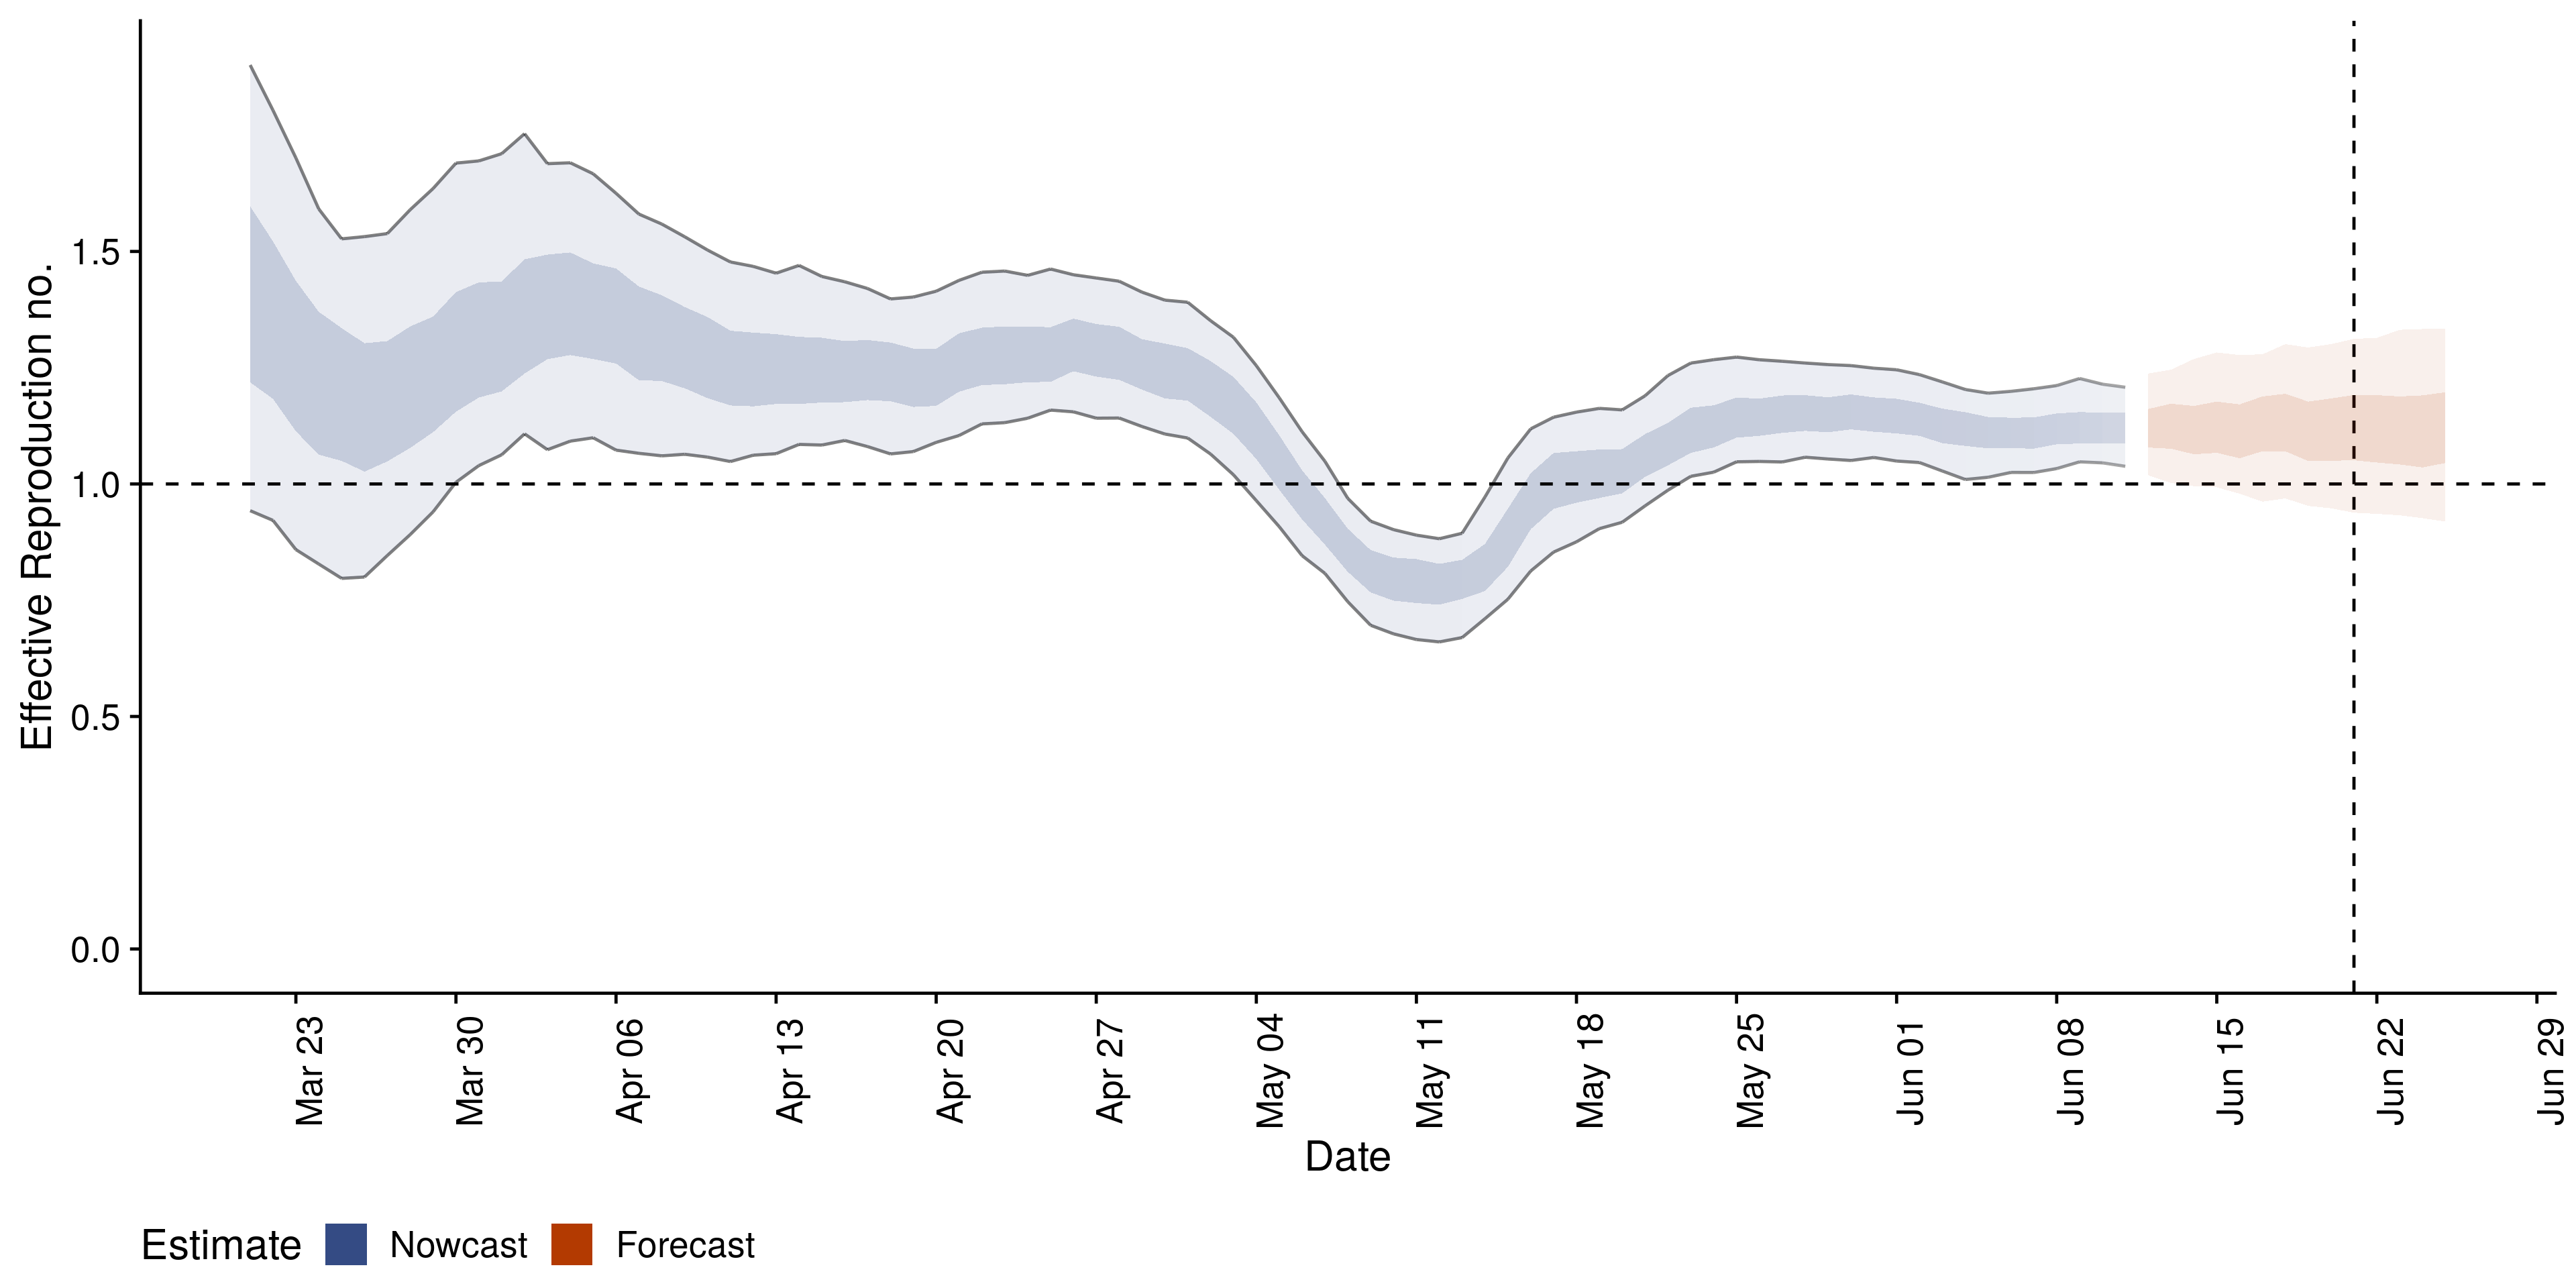 Effective Reproduction no.
1.5
1.0
0.5
0.0
Mar 23
Mar 30
Apr 06
Apr 13
Apr 20
Apr 27
May 04
May 11
May 18
May 25
Jun 01
Jun 08
Jun 15
Jun 22
Jun 29
Date
Estimate Nowcast Forecast